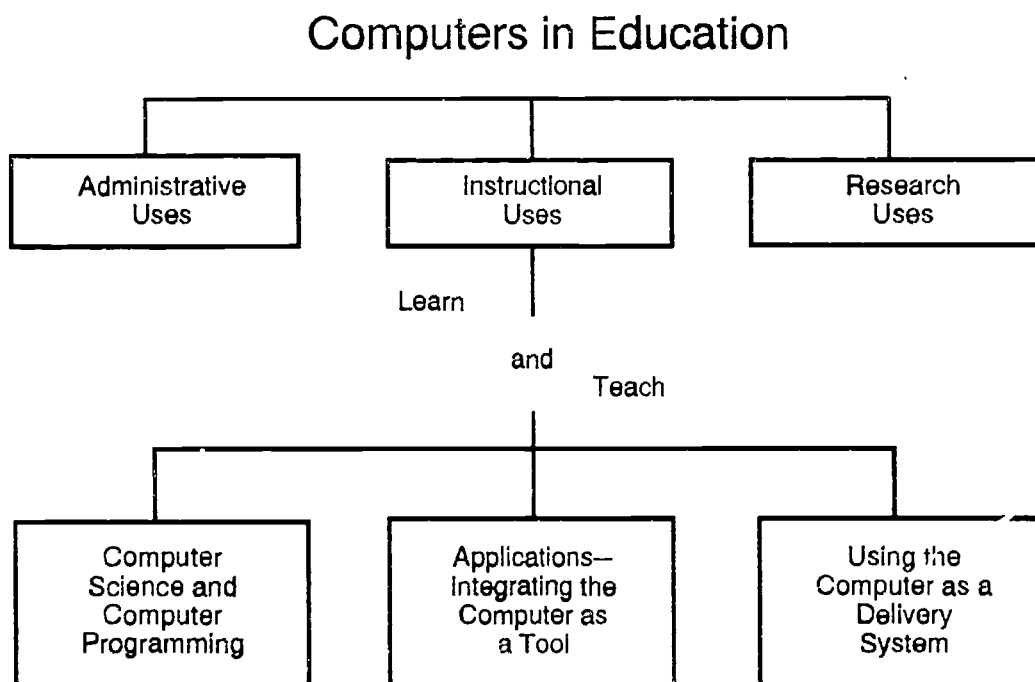 Computers in Education
Administrative
Uses
Instructional
Uses
Research
Uses
Learn
and
Teach
Computer
Science and
Computer
Programming
Applications—
Integrating the
Computer as
a Tool
Using the
Computer as a
Delivery
System